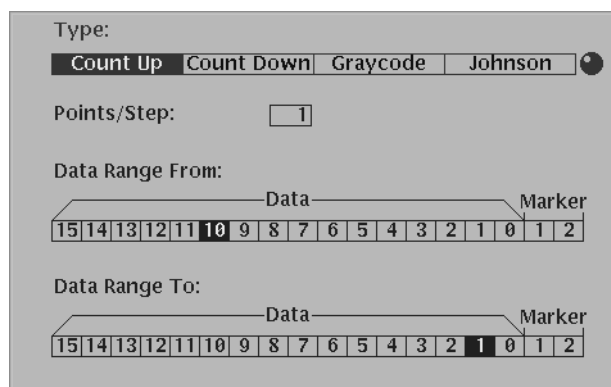 Type:
Count Up Count Down Graycode Johnson
Points/Step: 1
Data Range From:
Data
Marker
15 14 13 12 11 10 9 8 7 6 5 4 3 2 1 0 1 2
Data Range To:
Data
Marker
15 14 13 12 11 10 9 8 7 6 5 4 3 2 1 0 1 2